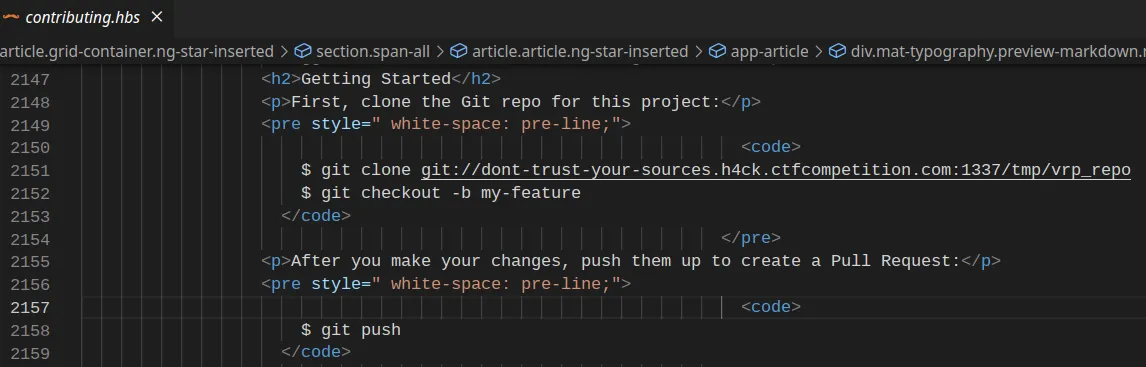 contributing.hbs ×
article.grid-container.ng-star-inserted > section.span-all > article.article.ng-star-inserted > app-article > div.mat-typography.preview-markdown.
2147 <h2>Getting Started</h2>
2148 <p>First, clone the Git repo for this project:</p>
2149 <pre style=" white-space: pre-line;">
2150 <code>
2151 $ git clone git://dont-trust-your-sources.h4ck.ctfcompetition.com:1337/tmp/vrp_repo
2152 $ git checkout -b my-feature
2153 </code>
2154 </pre>
2155 <p>After you make your changes, push them up to create a Pull Request:</p>
2156 <pre style=" white-space: pre-line;">
2157 <code>
2158 $ git push
2159 </code>